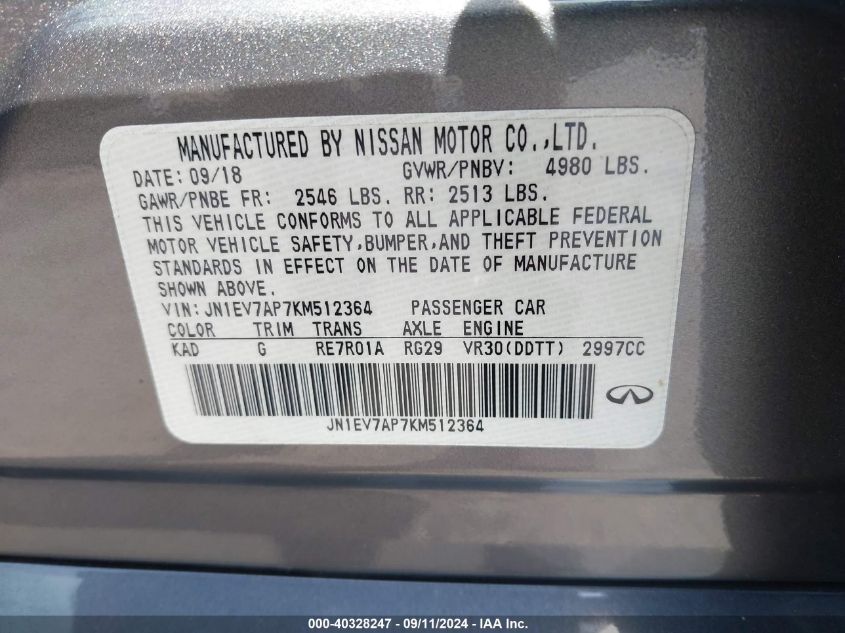 MANUFACTURED BY NISSAN MOTOR CO.,LTD.
DATE: 09/18 GVWR/PNBV: 4980 LBS.
GAWR/PNBE FR: 2546 LBS. RR: 2513 LBS.
THIS VEHICLE CONFORMS TO ALL APPLICABLE FEDERAL
MOTOR VEHICLE SAFETY,BUMPER,AND THEFT PREVENTION
STANDARDS IN EFFECT ON THE DATE OF MANUFACTURE
SHOWN ABOVE.
VIN:JN1EV7AP7KM512364 PASSENGER CAR
COLOR TRIM TRANS AXLE ENGINE
KAD G RE7R01A RG29 VR30(DDTT) 2997CC
JN1EV7AP7KM512364
000-40328247 - 09/11/2024 - IAA Inc.